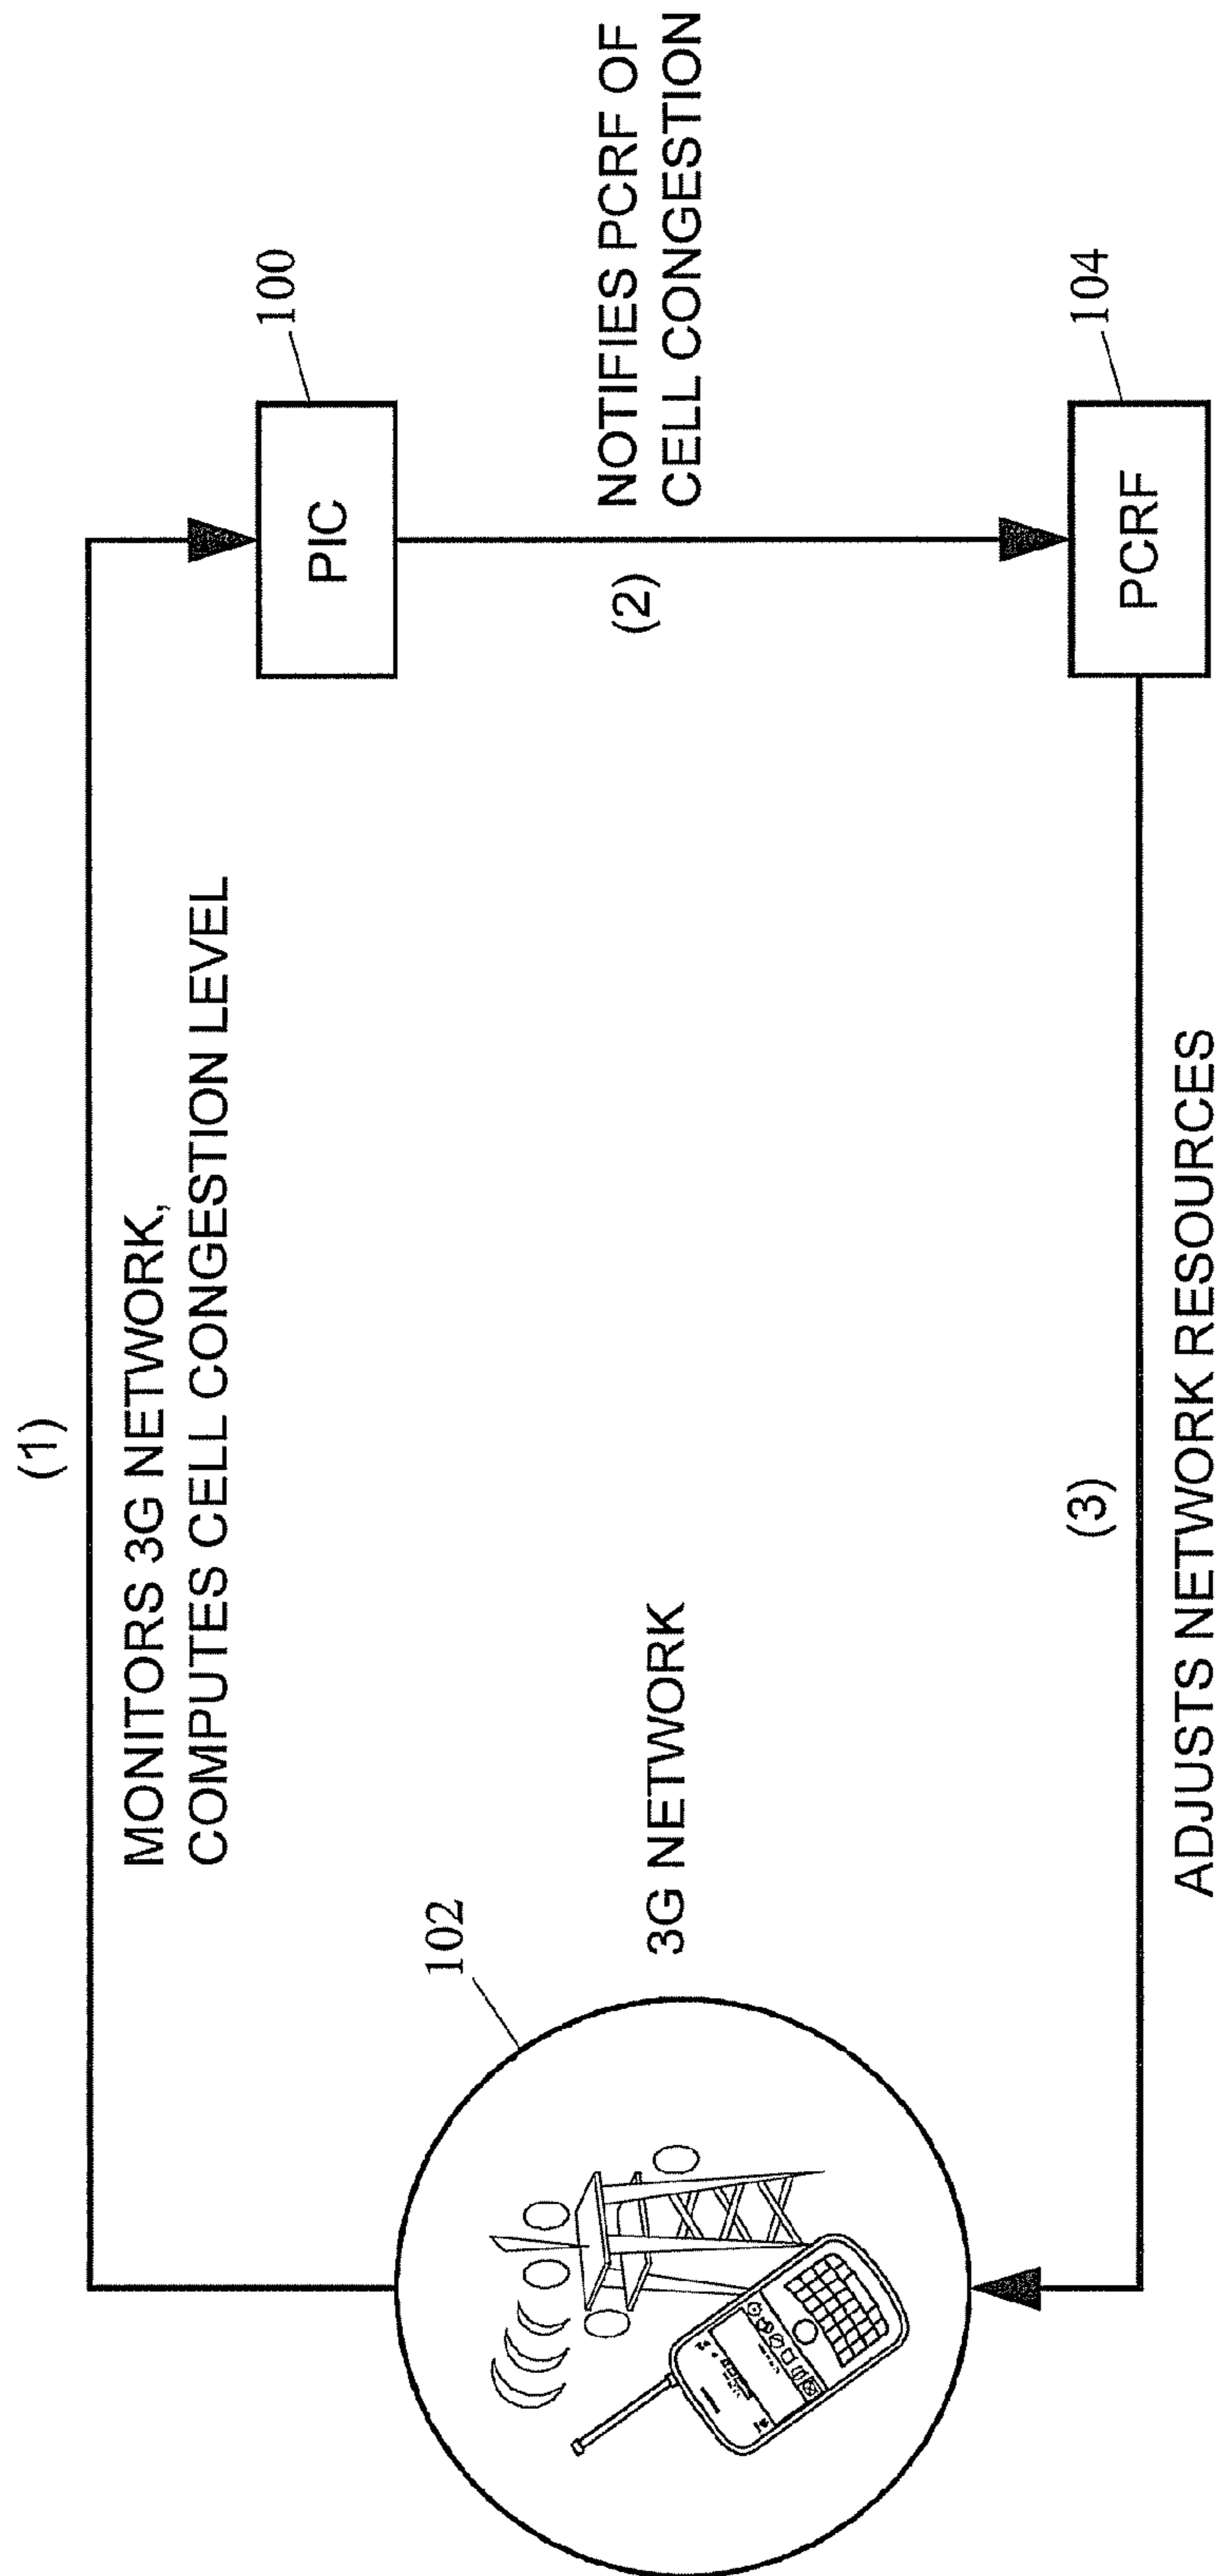 (1)
MONITORS 3G NETWORK,
COMPUTES CELL CONGESTION LEVEL
100
PIC
102
3G NETWORK
(2)
NOTIFIES PCRF OF
CELL CONGESTION
104
PCRF
(3)
ADJUSTS NETWORK RESOURCES